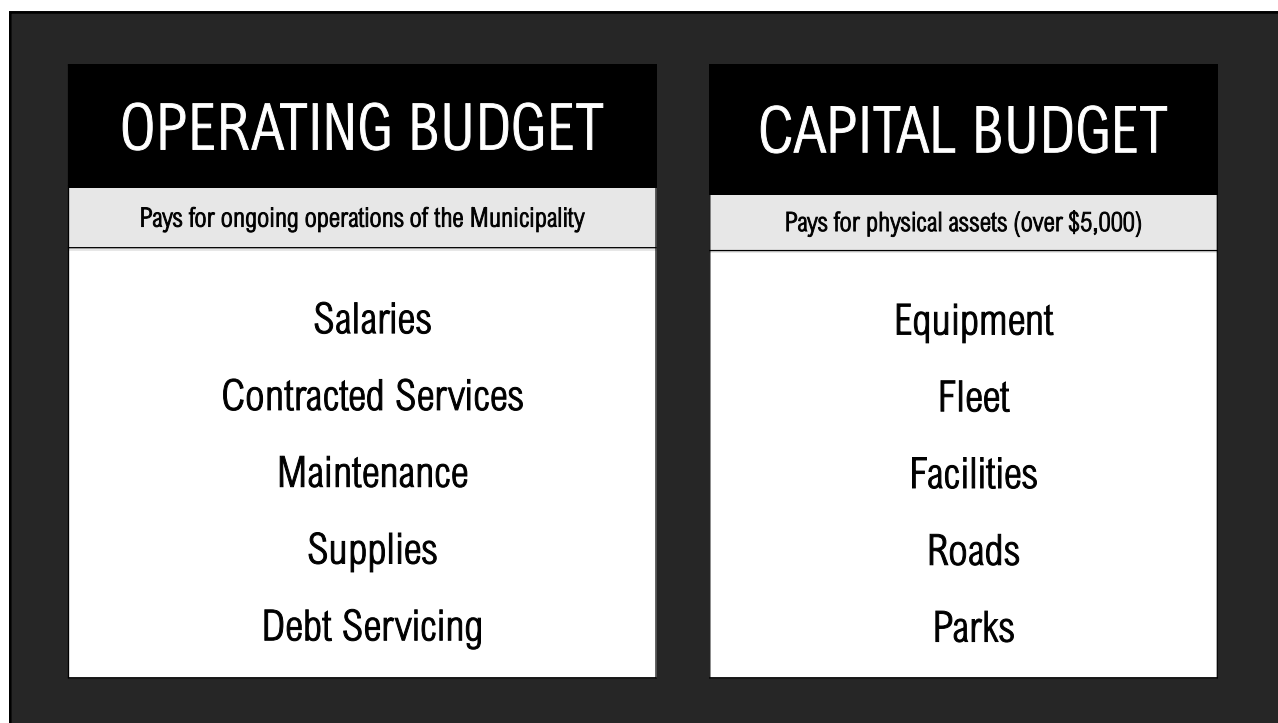 OPERATING BUDGET
Pays for ongoing operations of the Municipality
Salaries
Contracted Services
Maintenance
Supplies
Debt Servicing
CAPITAL BUDGET
Pays for physical assets (over $5,000)
Equipment
Fleet
Facilities
Roads
Parks